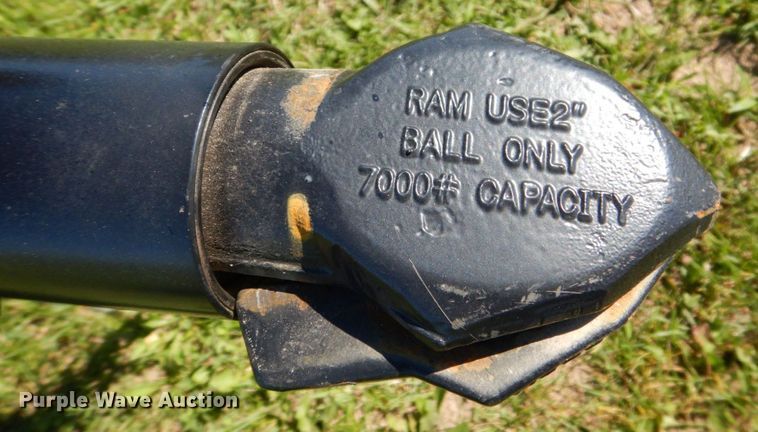 RAM USE2"
BALL ONLY
7000# CAPACITY
Purple Wave Auction